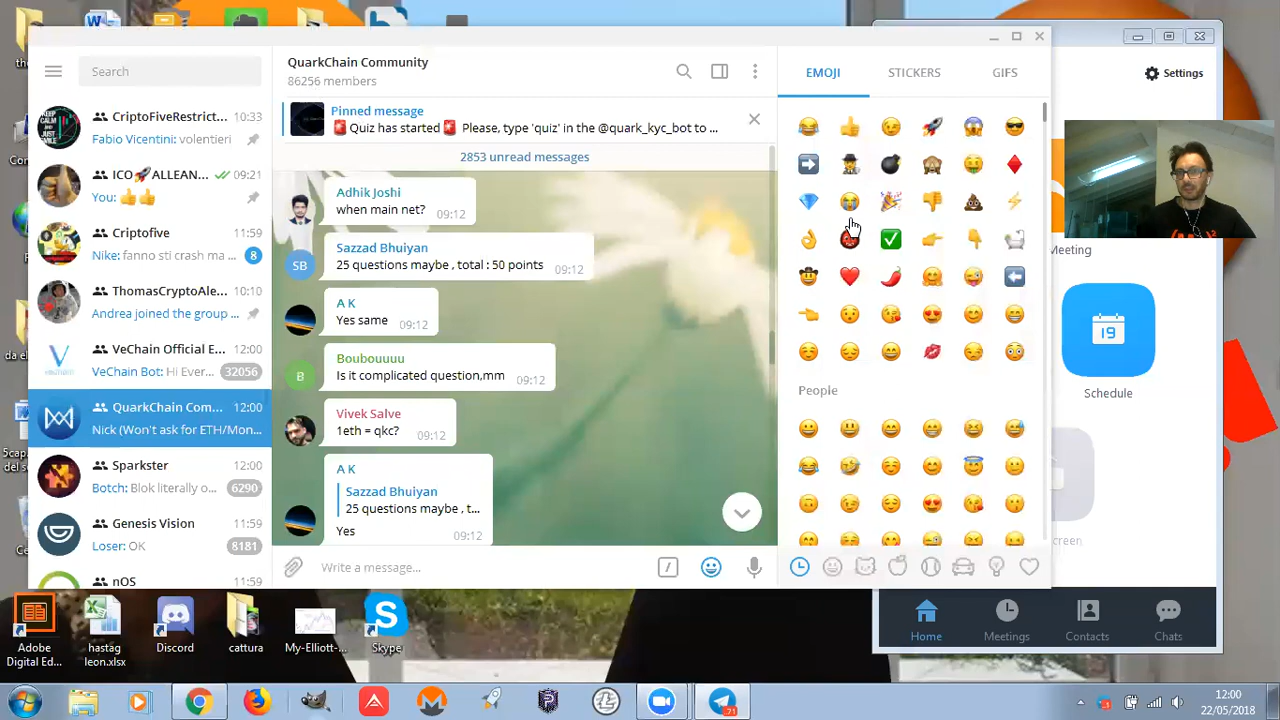 Search
CriptoFiveRestrict... 10:33
Fabio Vicentini: volentieri
ICO🚀ALLEAN... 09:21
You: 👍👍
Criptofive
Nike: fanno sti crash ma ... 8
ThomasCryptoAle... 10:10
Andrea joined the group ...
VeChain Official E... 12:00
VeChain Bot: Hi Ever... 32056
QuarkChain Com... 12:00
Nick (Won't ask for ETH/Mon...
Sparkster 12:00
Botch: Blok literally o... 6290
Genesis Vision 11:59
Loser: OK 8181
nOS 11:59
QuarkChain Community
86256 members
Pinned message
🚨Quiz has started🚨 Please, type 'quiz' in the @quark_kyc_bot to ...
2853 unread messages
Adhik Joshi
when main net? 09:12
Sazzad Bhuiyan
SB
25 questions maybe , total : 50 points 09:12
A K
Yes same 09:12
Boubouuuu
B
Is it complicated question,mm 09:12
Vivek Salve
1eth = qkc? 09:12
A K
Sazzad Bhuiyan
25 questions maybe , t...
Yes 09:12
Write a message...
EMOJI STICKERS GIFS
People
Settings
Meeting
19
Schedule
Home Meetings Contacts Chats
Adobe
Digital Ed...
hastag
leon.xlsx
Discord
cattura
My-Elliott-...
Skype
71
12:00
22/05/2018